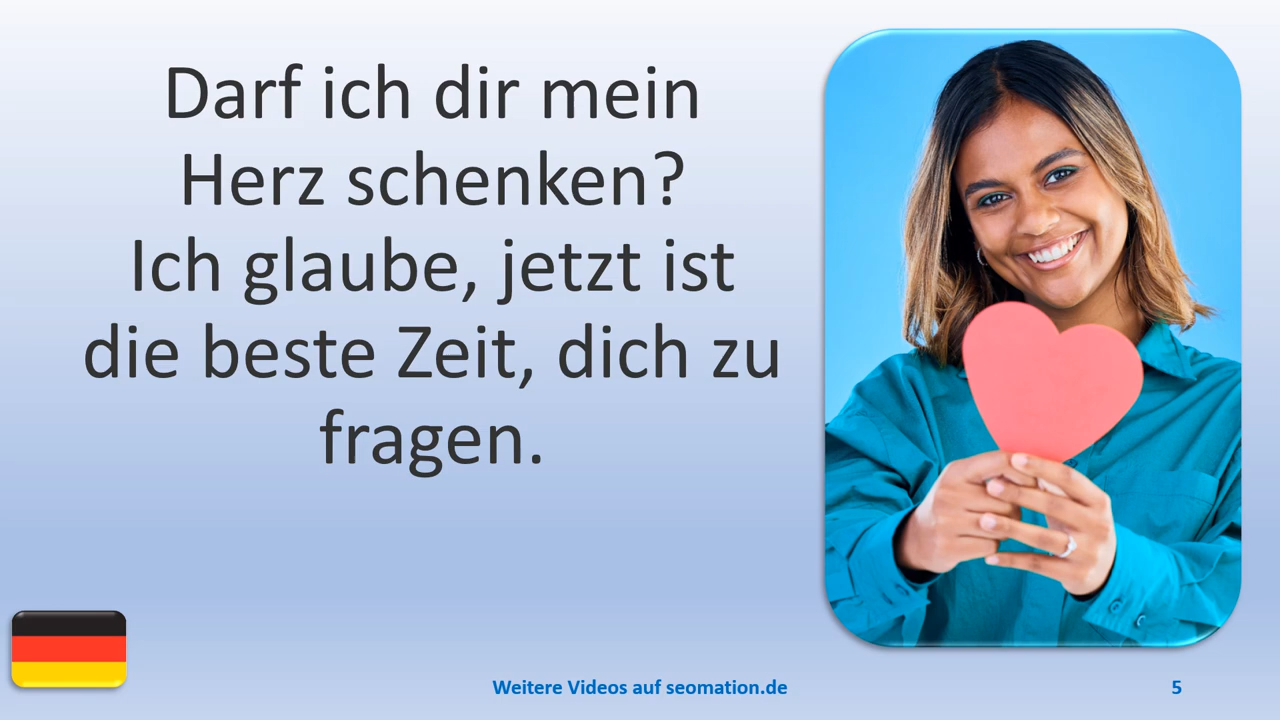 Darf ich dir mein
Herz schenken?
Ich glaube, jetzt ist
die beste Zeit, dich zu
fragen.
Weitere Videos auf seomation.de
5